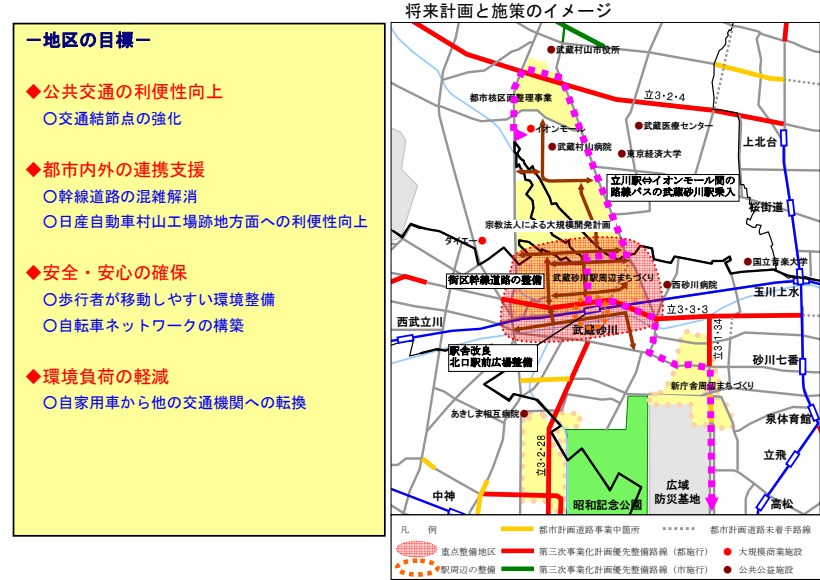 将来計画と施策のイメージ
－地区の目標－
◆公共交通の利便性向上
○交通結節点の強化
◆都市内外の連携支援
○幹線道路の混雑解消
○日産自動車村山工場跡地方面への利便性向上
◆安全・安心の確保
○歩行者が移動しやすい環境整備
○自転車ネットワークの構築
◆環境負荷の軽減
○自家用車から他の交通機関への転換
武蔵村山市役所
立3・2・4
都市核区画整理事業
イオンモール
武蔵医療センター
武蔵村山病院
東京経済大学
上北台
立川駅⇔イオンモール間の
路線バスの武蔵砂川駅乗入
桜街道
宗教法人による大規模開発計画
ダイエー
国立音楽大学
街区幹線道路の整備
武蔵砂川駅周辺まちづくり
西砂川病院
玉川上水
立3・3・3
西武立川
武蔵砂川
立3・1・34
駅舎改良
北口駅前広場整備
砂川七番
新庁舎周辺まちづくり
あきしま相互病院
泉体育館
立3・2・28
立飛
広域
防災基地
中神
昭和記念公園
高松
凡　例
都市計画道路事業中箇所
都市計画道路未着手路線
重点整備地区
第三次事業化計画優先整備路線（都施行）
大規模商業施設
駅周辺の整備
第三次事業化計画優先整備路線（市施行）
公共公益施設